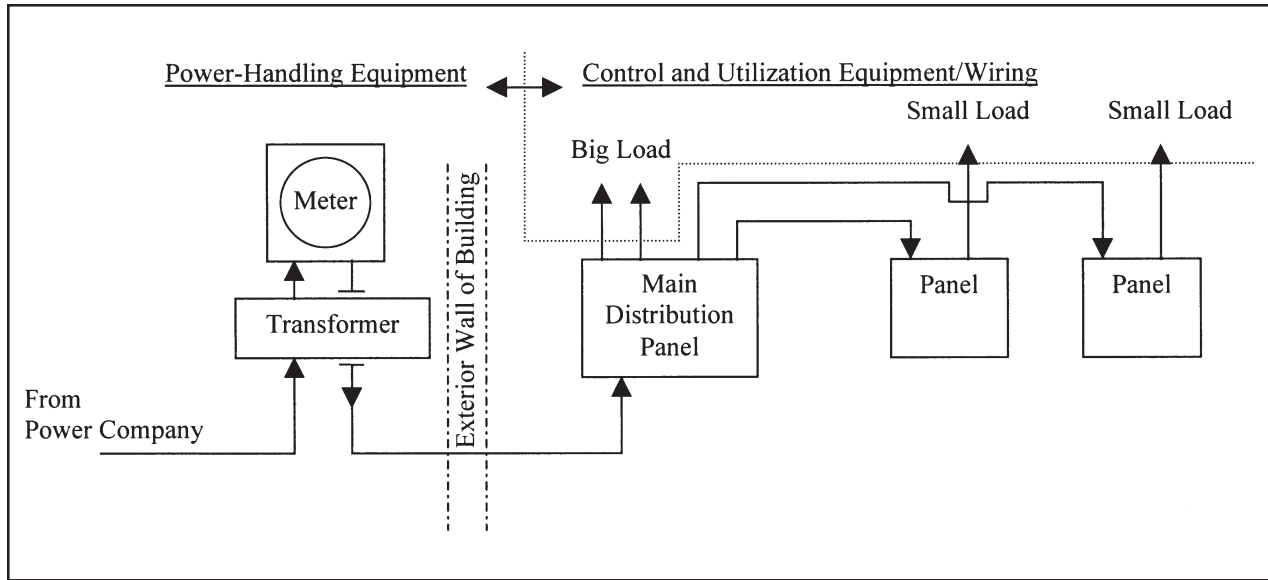 Power-Handling Equipment
Control and Utilization Equipment/Wiring
Small Load
Small Load
Big Load
Meter
Exterior Wall of Building
Transformer
Main
Distribution
Panel
Panel
Panel
From
Power Company